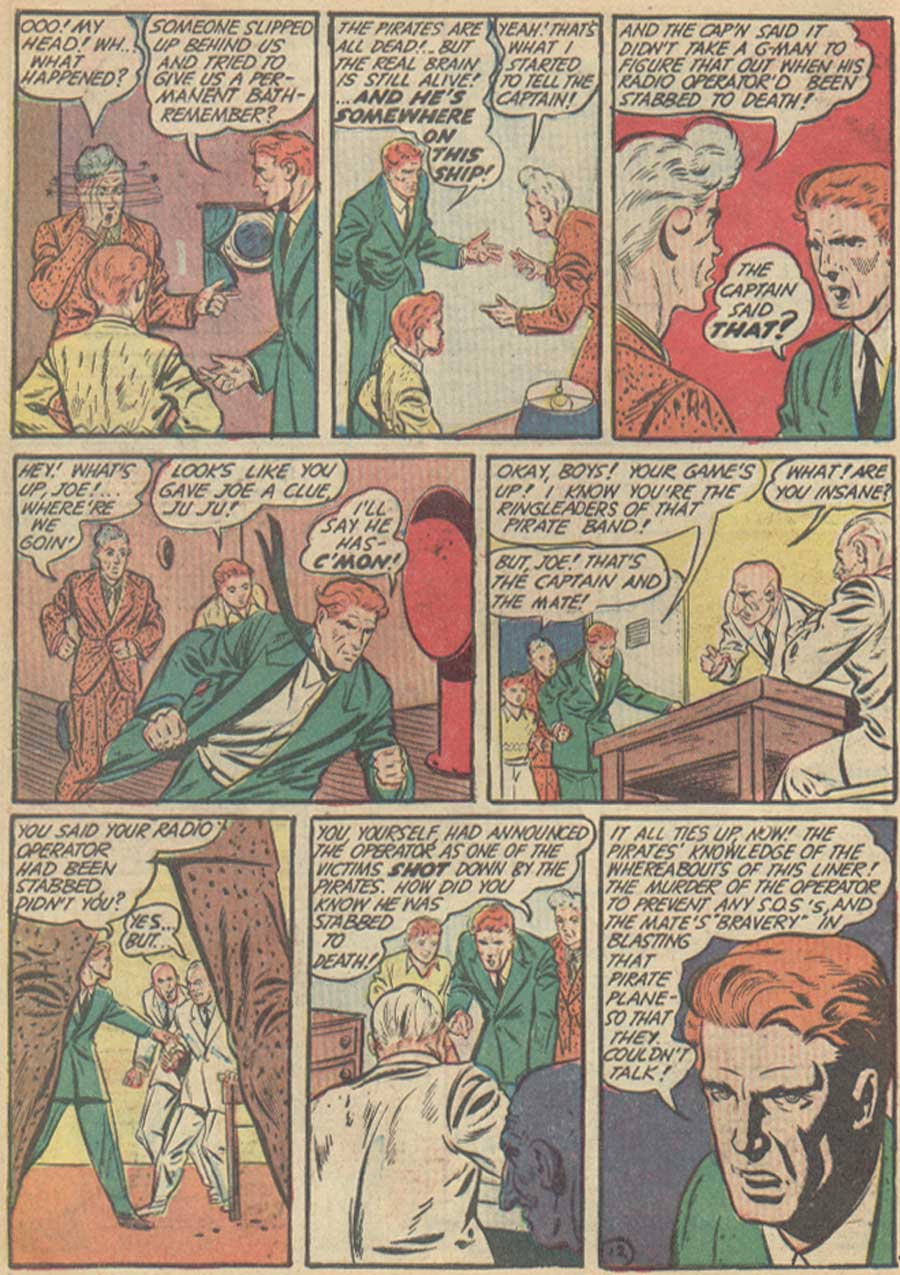 OOO! MY
HEAD! WH..
WHAT
HAPPENED?
SOMEONE SLIPPED
UP BEHIND US
AND TRIED TO
GIVE US A PER-
MANENT BATH-
REMEMBER?
THE PIRATES ARE
ALL DEAD!.. BUT
THE REAL BRAIN
IS STILL ALIVE!
...AND HE'S
SOMEWHERE
ON
THIS
SHIP!
YEAH! THAT'S
WHAT I
STARTED
TO TELL THE
CAPTAIN!
AND THE CAP'N SAID IT
DIDN'T TAKE A G-MAN TO
FIGURE THAT OUT WHEN HIS
RADIO OPERATOR'D BEEN
STABBED TO DEATH!
THE
CAPTAIN
SAID
THAT?
HEY! WHAT'S
UP, JOE!...
WHERE'RE
WE
GOIN'
LOOKS LIKE YOU
GAVE JOE A CLUE,
JU JU!
I'LL
SAY HE
HAS-
C'MON!
OKAY, BOYS! YOUR GAME'S
UP! I KNOW YOU'RE THE
RINGLEADERS OF THAT
PIRATE BAND!
WHAT! ARE
YOU INSANE?
BUT, JOE! THAT'S
THE CAPTAIN AND
THE MATE!
YOU SAID YOUR RADIO
OPERATOR
HAD BEEN
STABBED,
DIDN'T YOU?
YES...
BUT..
YOU, YOURSELF, HAD ANNOUNCED
THE OPERATOR AS ONE OF THE
VICTIMS SHOT DOWN BY THE
PIRATES. HOW DID YOU
KNOW HE WAS
STABBED
TO
DEATH!
IT ALL TIES UP, NOW! THE
PIRATES' KNOWLEDGE OF THE
WHEREABOUTS OF THIS LINER!
THE MURDER OF THE OPERATOR
TO PREVENT ANY S.O.S.'S, AND
THE MATE'S "BRAVERY" IN
BLASTING
THAT
PIRATE
PLANE-
SO THAT
THEY
COULDN'T
TALK!
12